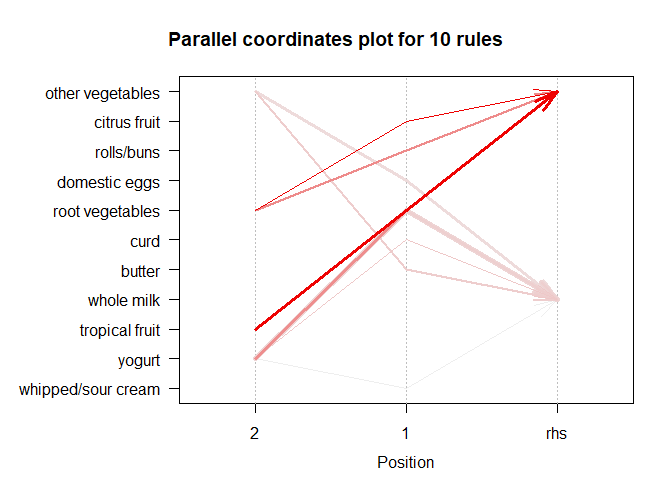 Parallel coordinates plot for 10 rules
other vegetables
citrus fruit
rolls/buns
domestic eggs
root vegetables
curd
butter
whole milk
tropical fruit
yogurt
whipped/sour cream
2 1 rhs
Position